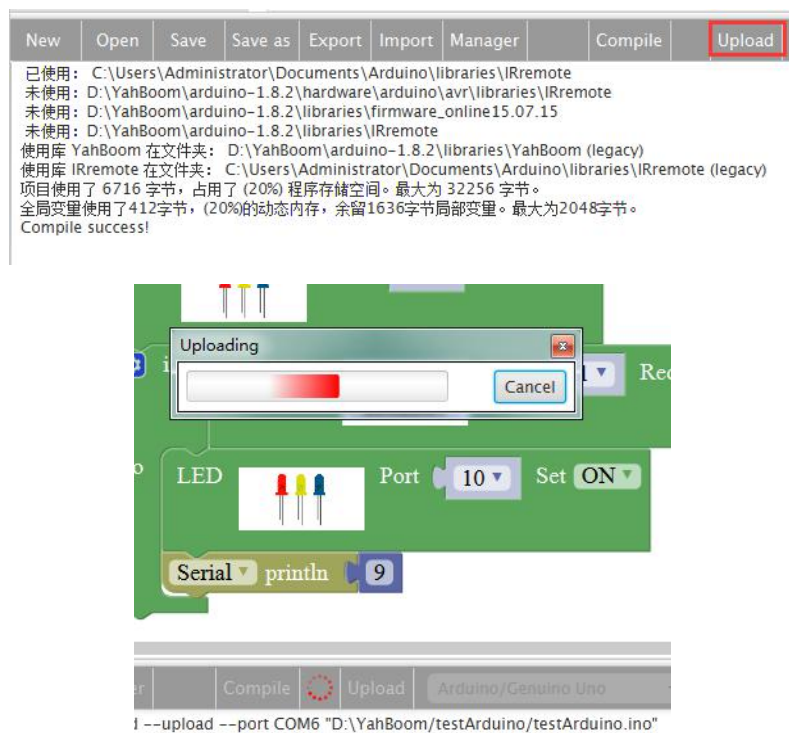 New Open Save Save as Export Import Manager Compile Upload
已使用: C:\Users\Administrator\Documents\Arduino\libraries\IRremote
未使用: D:\YahBoom\arduino-1.8.2\hardware\arduino\avr\libraries\IRremote
未使用: D:\YahBoom\arduino-1.8.2\libraries\firmware_online15.07.15
未使用: D:\YahBoom\arduino-1.8.2\libraries\IRremote
使用库 YahBoom 在文件夹: D:\YahBoom\arduino-1.8.2\libraries\YahBoom (legacy)
使用库 IRremote 在文件夹: C:\Users\Administrator\Documents\Arduino\libraries\IRremote (legacy)
项目使用了 6716 字节，占用了 (20%) 程序存储空间。最大为 32256 字节。
全局变量使用了412字节，(20%)的动态内存，余留1636字节局部变量。最大为2048字节。
Compile success!
Uploading
Cancel
LED Port 10 Set ON
Serial println 9
Compile Upload Arduino/Genuino Uno
--upload --port COM6 "D:\YahBoom/testArduino/testArduino.ino"